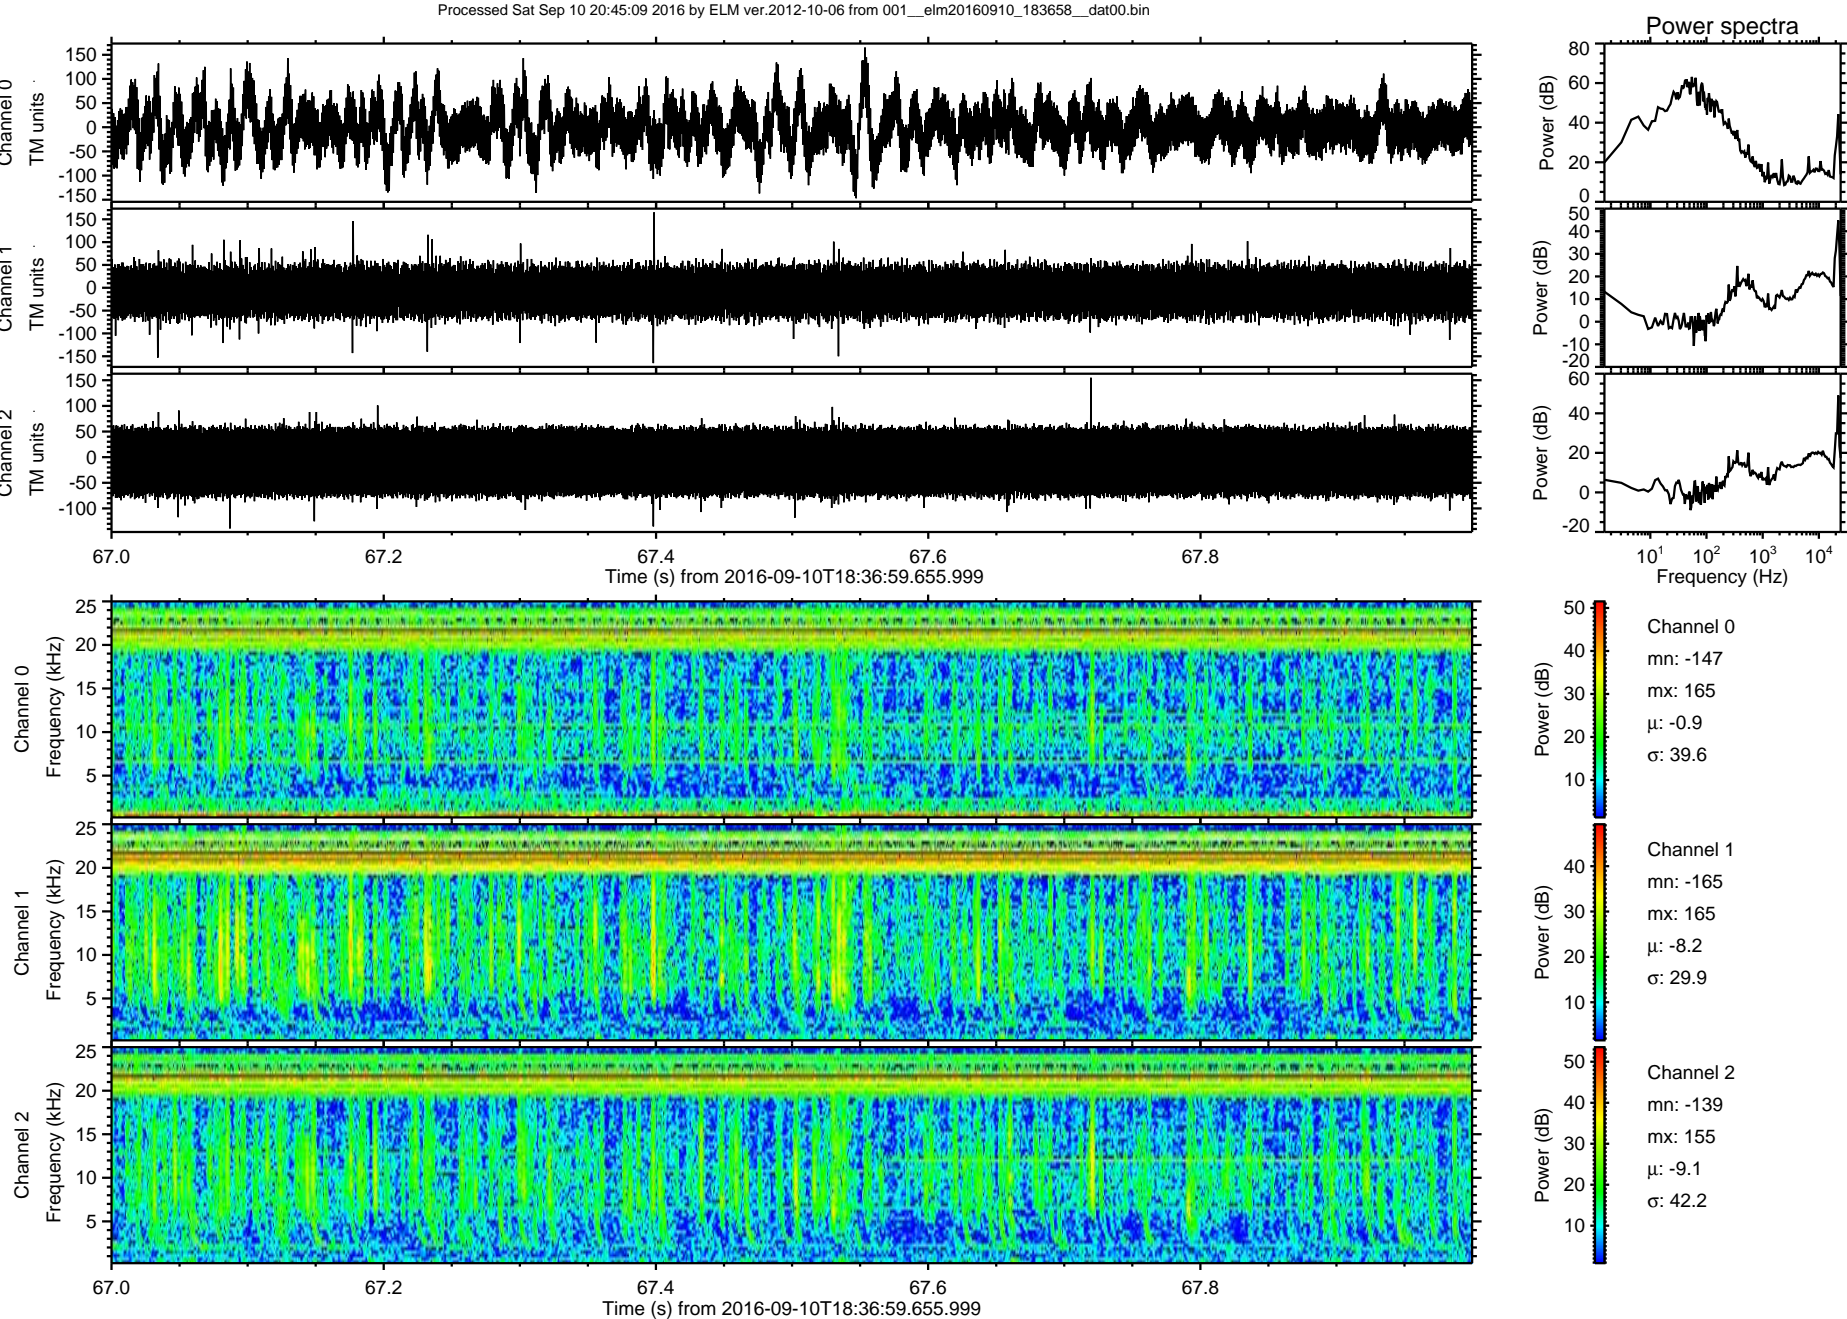 Processed Sat Sep 10 20:45:09 2016 by ELM ver.2012-10-06 from 001__elm20160910_183658__dat00.bin
Power spectra
Channel 0
TM units
150
100
50
0
-50
-100
-150
Power (dB)
80
60
40
20
0
Channel 1
TM units
150
100
50
0
-50
-100
-150
Power (dB)
50
40
30
20
10
0
-10
-20
Channel 2
TM units
150
100
50
0
-50
-100
Power (dB)
60
40
20
0
-20
67.0 67.2 67.4 67.6 67.8
Time (s) from 2016-09-10T18:36:59.655.999
10^1 10^2 10^3 10^4
Frequency (Hz)
Channel 0
Frequency (kHz)
25
20
15
10
5
Power (dB)
50
40
30
20
10
Channel 0
mn: -147
mx: 165
μ: -0.9
σ: 39.6
Channel 1
Frequency (kHz)
25
20
15
10
5
Power (dB)
40
30
20
10
Channel 1
mn: -165
mx: 165
μ: -8.2
σ: 29.9
Channel 2
Frequency (kHz)
25
20
15
10
5
Power (dB)
50
40
30
20
10
Channel 2
mn: -139
mx: 155
μ: -9.1
σ: 42.2
67.0 67.2 67.4 67.6 67.8
Time (s) from 2016-09-10T18:36:59.655.999